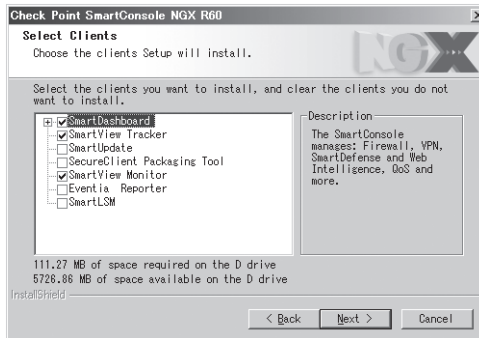 Check Point SmartConsole NGX R60
Select Clients
Choose the clients Setup will install.
NGX
Select the clients you want to install, and clear the clients you do not
want to install.
SmartDashboard
SmartView Tracker
SmartUpdate
SecureClient Packaging Tool
SmartView Monitor
Eventia Reporter
SmartLSM
Description
The SmartConsole
manages: Firewall, VPN,
SmartDefense and Web
Intelligence, QoS and
more.
111.27 MB of space required on the D drive
5726.86 MB of space available on the D drive
InstallShield
< Back
Next >
Cancel